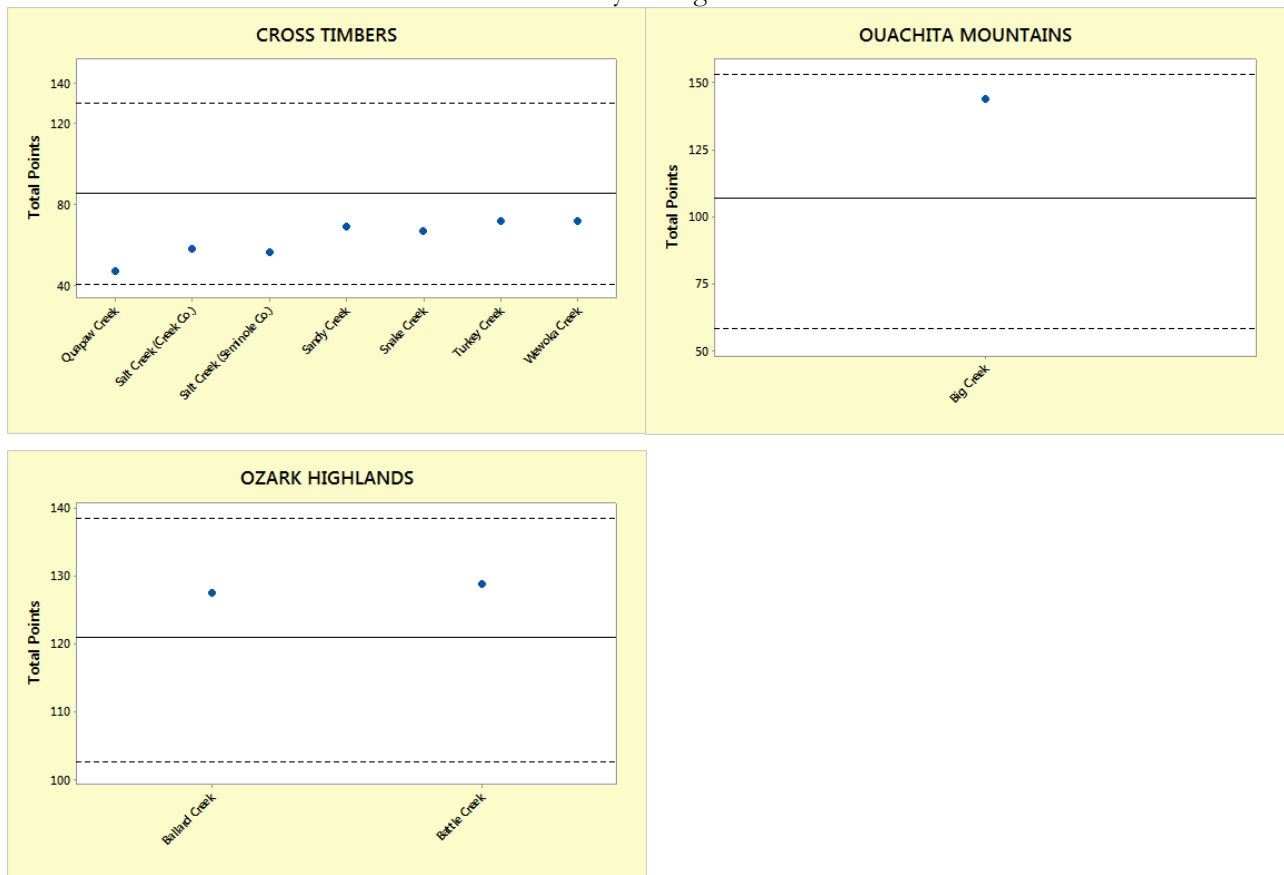 CROSS TIMBERS
Total Points
140
120
80
40
Quapaw Creek
Salt Creek (Creek Co.)
Salt Creek (Seminole Co.)
Sandy Creek
Snake Creek
Turkey Creek
Wewoka Creek
OUACHITA MOUNTAINS
Total Points
150
125
100
75
50
Big Creek
OZARK HIGHLANDS
Total Points
140
130
120
110
100
Ballard Creek
Battle Creek